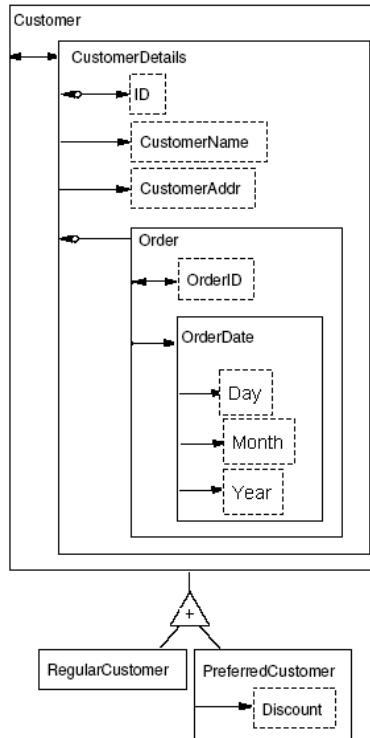 Customer
CustomerDetails
ID
CustomerName
CustomerAddr
Order
OrderID
OrderDate
Day
Month
Year
+
RegularCustomer
PreferredCustomer
Discount